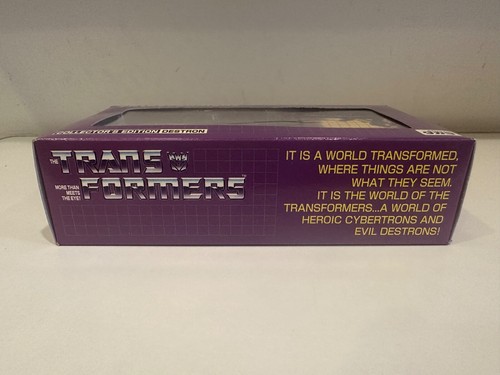 COLLECTOR'S EDITION DESTRON
THE TRANS
FORMERS
MORE THAN
MEETS
THE EYE!
IT IS A WORLD TRANSFORMED,
WHERE THINGS ARE NOT
WHAT THEY SEEM.
IT IS THE WORLD OF THE
TRANSFORMERS...A WORLD OF
HEROIC CYBERTRONS AND
EVIL DESTRONS!